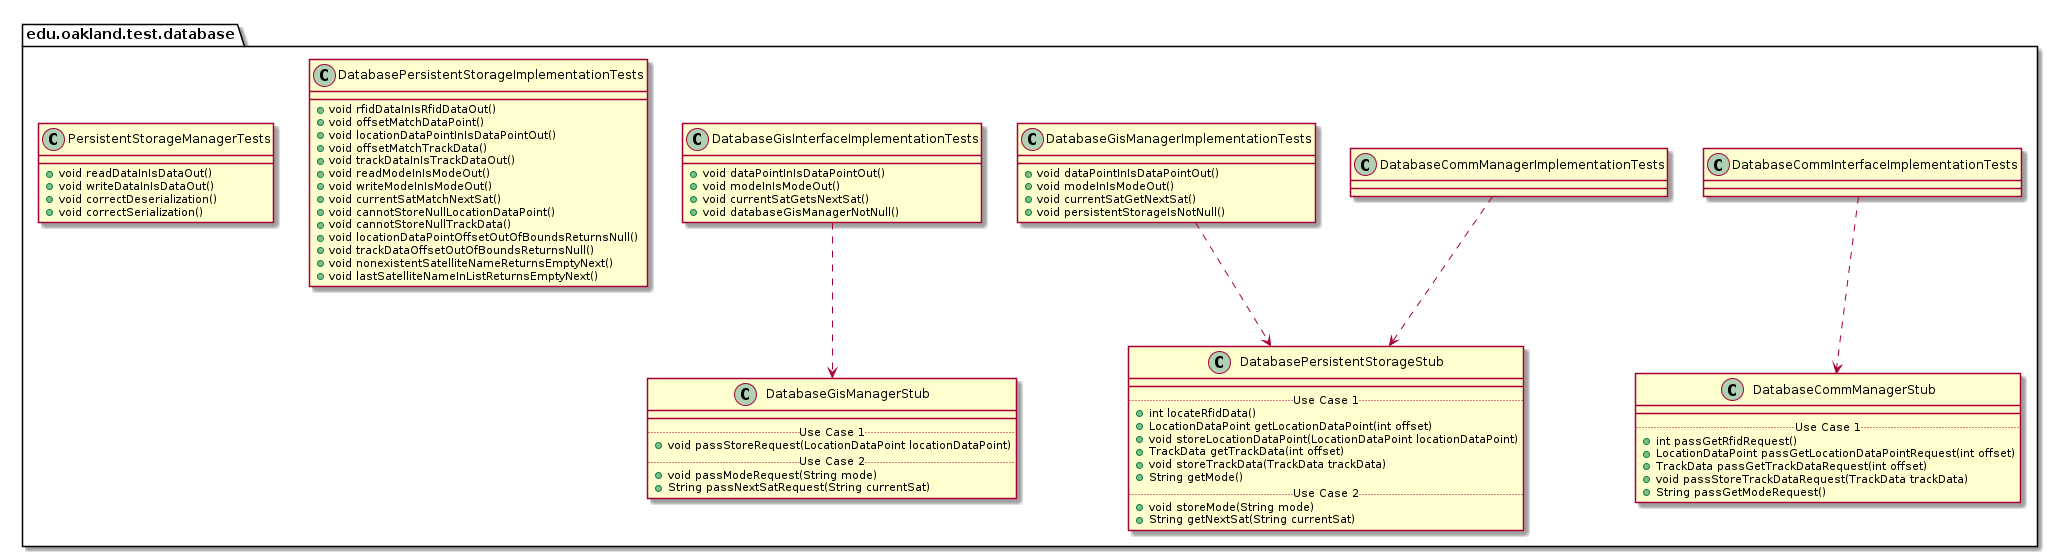 edu.oakland.test.database
C PersistentStorageManagerTests
void readDataInIsDataOut()
void writeDataInIsDataOut()
void correctDeserialization()
void correctSerialization()
C DatabasePersistentStorageImplementationTests
void rfidDataInIsRfidDataOut()
void offsetMatchDataPoint()
void locationDataPointInIsDataPointOut()
void offsetMatchTrackData()
void trackDataInIsTrackDataOut()
void readModeInIsModeOut()
void writeModeInIsModeOut()
void currentSatMatchNextSat()
void cannotStoreNullLocationDataPoint()
void cannotStoreNullTrackData()
void locationDataPointOffsetOutOfBoundsReturnsNull()
void trackDataOffsetOutOfBoundsReturnsNull()
void nonexistentSatelliteNameReturnsEmptyNext()
void lastSatelliteNameInListReturnsEmptyNext()
C DatabaseGisInterfaceImplementationTests
void dataPointInIsDataPointOut()
void modeInIsModeOut()
void currentSatGetsNextSat()
void databaseGisManagerNotNull()
C DatabaseGisManagerImplementationTests
void dataPointInIsDataPointOut()
void modeInIsModeOut()
void currentSatGetNextSat()
void persistentStorageIsNotNull()
C DatabaseCommManagerImplementationTests
C DatabaseCommInterfaceImplementationTests
C DatabaseGisManagerStub
Use Case 1
void passStoreRequest(LocationDataPoint locationDataPoint)
Use Case 2
void passModeRequest(String mode)
String passNextSatRequest(String currentSat)
C DatabasePersistentStorageStub
Use Case 1
int locateRfidData()
LocationDataPoint getLocationDataPoint(int offset)
void storeLocationDataPoint(LocationDataPoint locationDataPoint)
TrackData getTrackData(int offset)
void storeTrackData(TrackData trackData)
String getMode()
Use Case 2
void storeMode(String mode)
String getNextSat(String currentSat)
C DatabaseCommManagerStub
Use Case 1
int passGetRfidRequest()
LocationDataPoint passGetLocationDataPointRequest(int offset)
TrackData passGetTrackDataRequest(int offset)
void passStoreTrackDataRequest(TrackData trackData)
String passGetModeRequest()